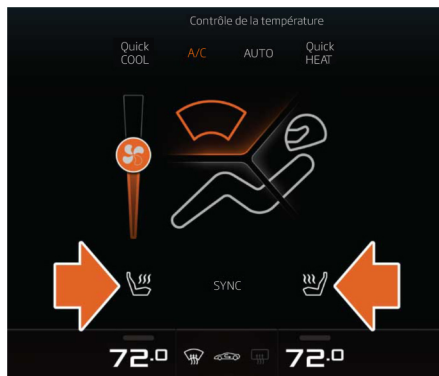 Contrôle de la température
Quick
COOL
A/C
AUTO
Quick
HEAT
SYNC
72.0
72.0